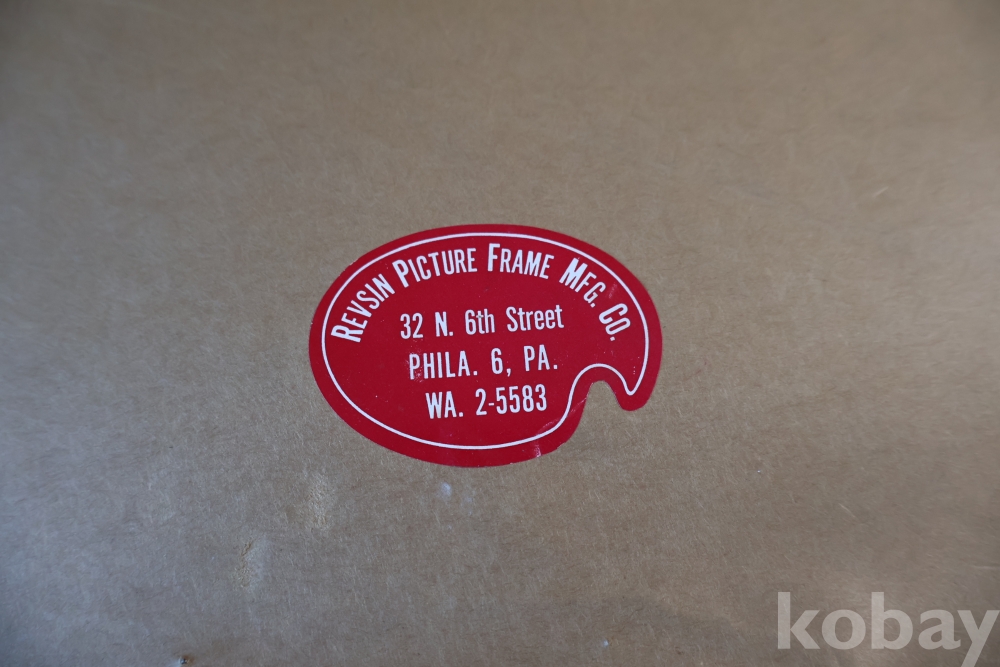 REVSIN PICTURE FRAME MFG. CO.
32 N. 6th Street
PHILA. 6, PA.
WA. 2-5583
kobay